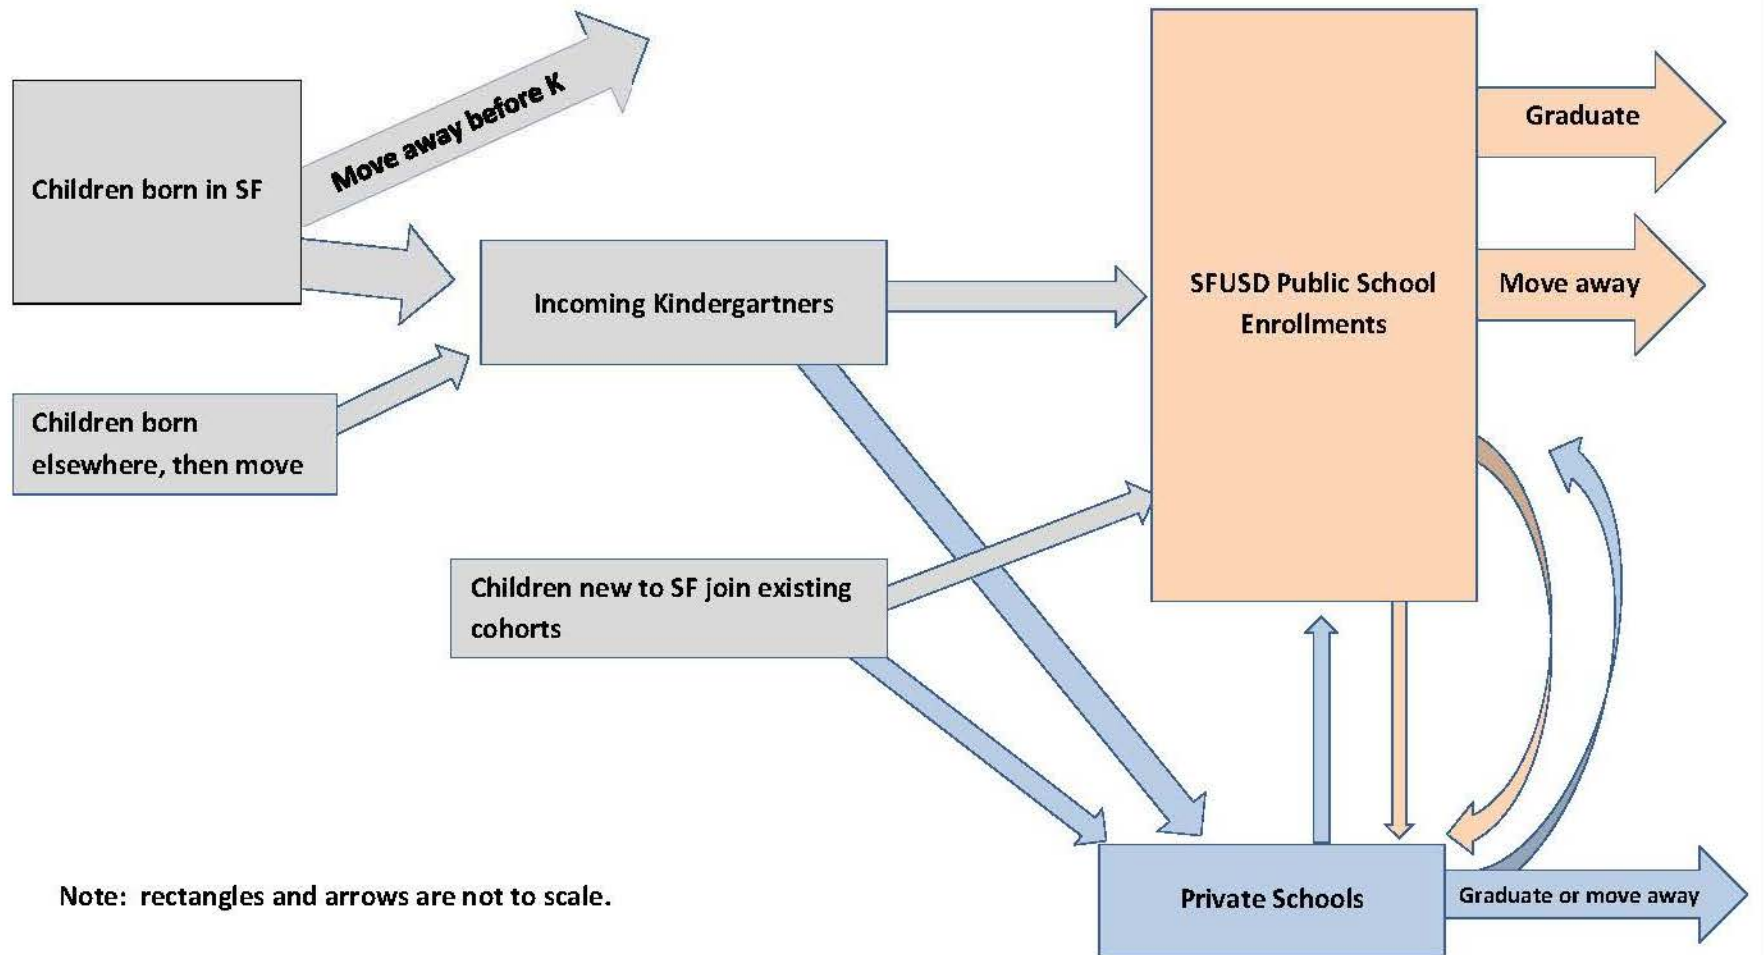 Move away before K
Graduate
Children born in SF
Move away
SFUSD Public School
Enrollments
Incoming Kindergartners
Children born
elsewhere, then move
Children new to SF join existing
cohorts
Private Schools
Graduate or move away
Note:  rectangles and arrows are not to scale.